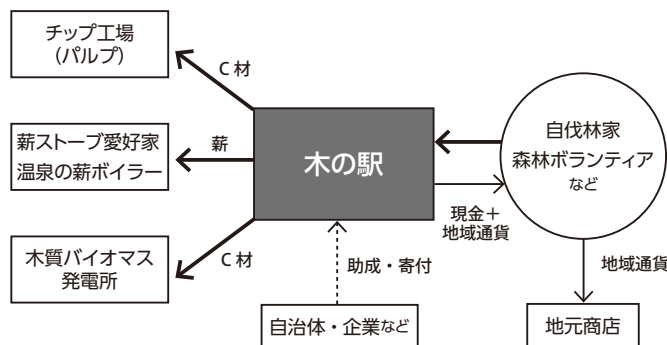 チップ工場
(パルプ)
C材
薪ストーブ愛好家
温泉の薪ボイラー
薪
木の駅
自伐林家
森林ボランティア
など
現金＋
地域通貨
木質バイオマス
発電所
C材
助成・寄付
地域通貨
自治体・企業など
地元商店